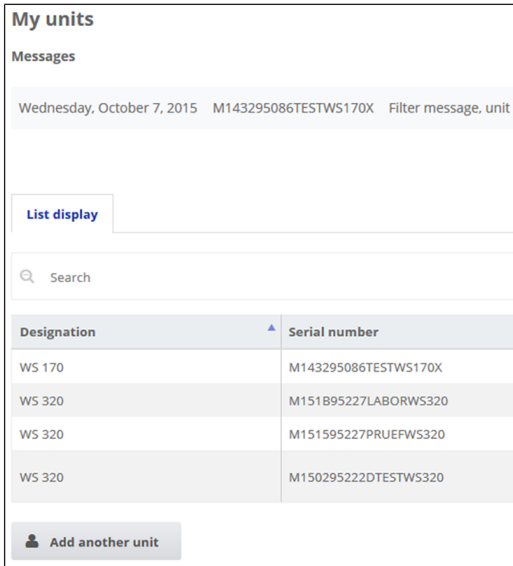 My units
Messages
Wednesday, October 7, 2015 M143295086TESTWS170X Filter message, unit
List display
Search
Designation Serial number
WS 170 M143295086TESTWS170X
WS 320 M151B95227LABORWS320
WS 320 M151595227PRUEFWS320
WS 320 M150295222DTESTWS320
Add another unit